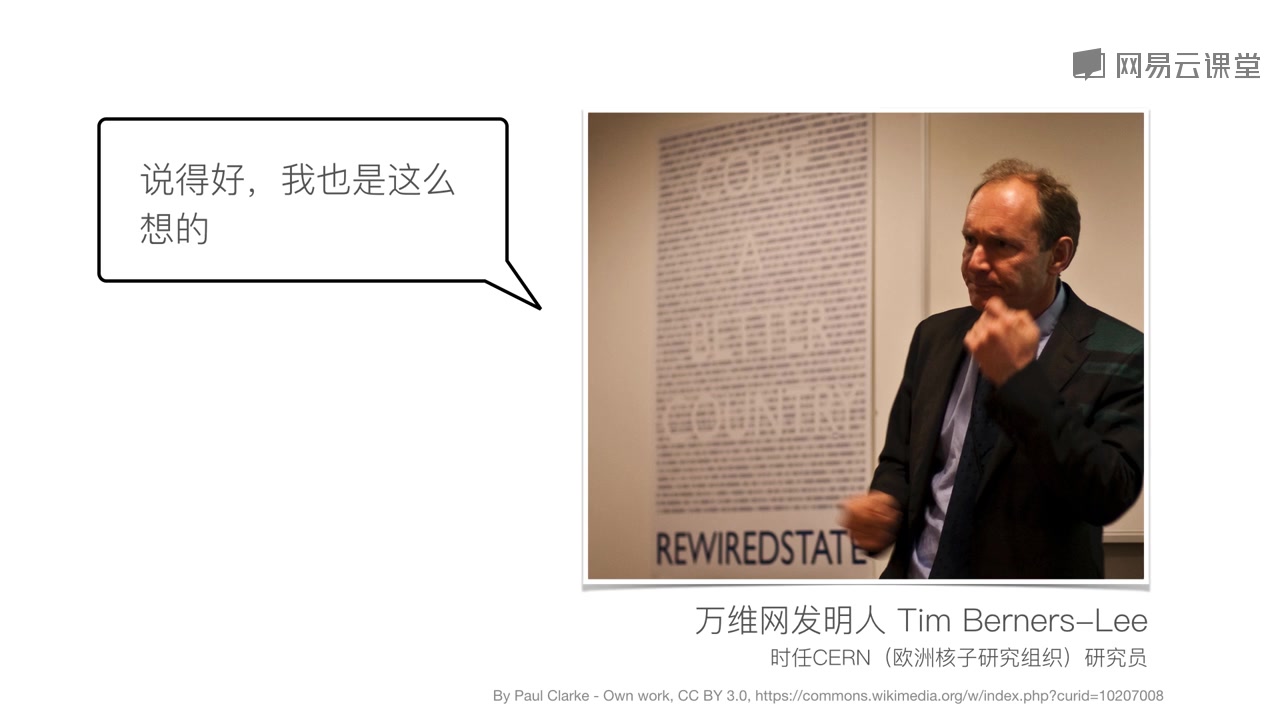 网易云课堂
说得好，我也是这么
想的
CODE
A
BETTER
COUNTRY
REWIREDSTATE
万维网发明人 Tim Berners-Lee
时任CERN（欧洲核子研究组织）研究员
By Paul Clarke - Own work, CC BY 3.0, https://commons.wikimedia.org/w/index.php?curid=10207008